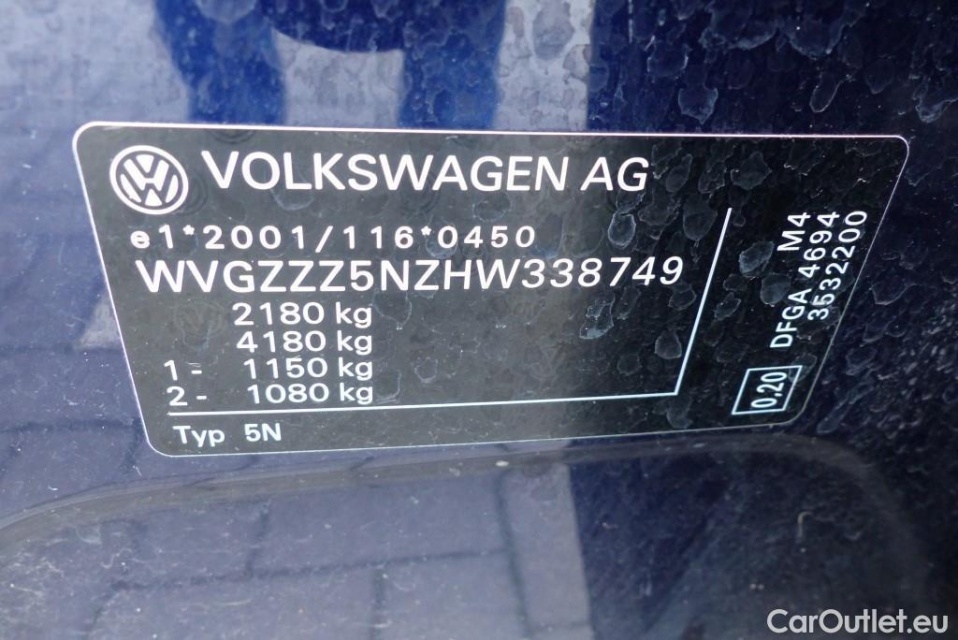 VOLKSWAGEN AG
e1*2001/116*0450
WVGZZZ5NZHW338749
2180 kg
4180 kg
1 - 1150 kg
2 - 1080 kg
Typ 5N
M4
DFGA 4694
3532200
0,20
CarOutlet.eu